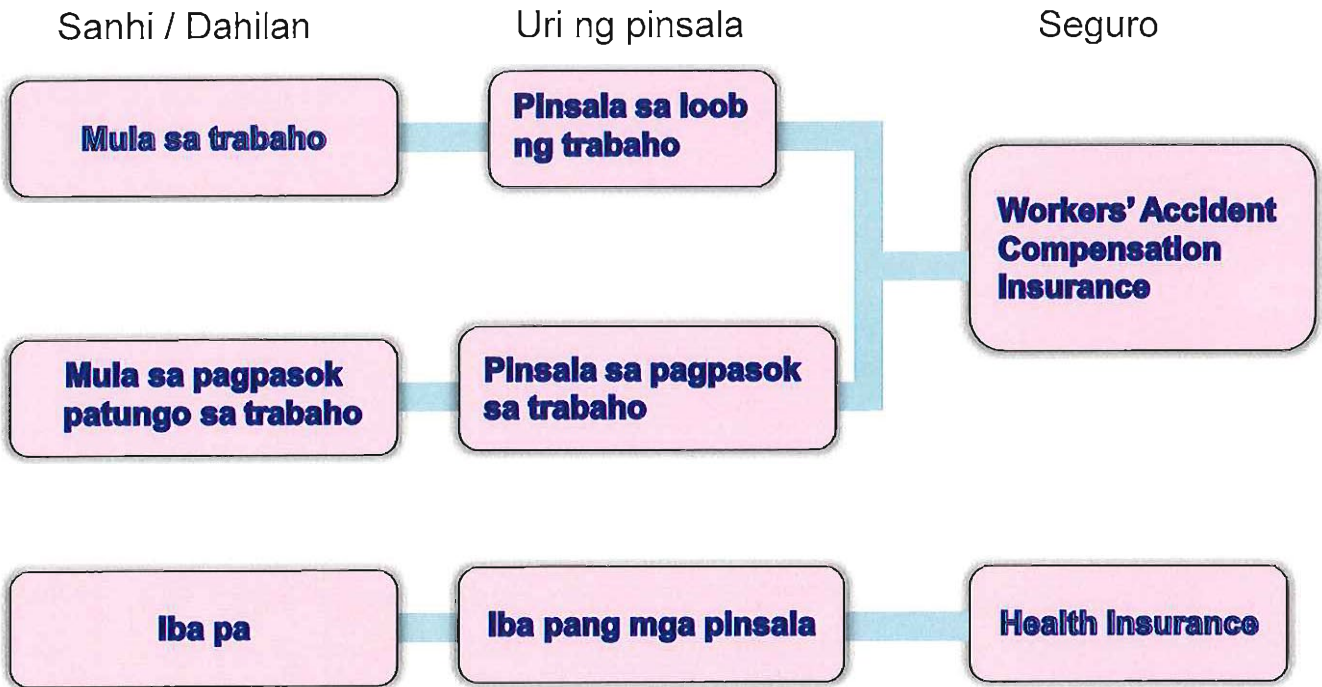 Sanhi / Dahilan
Uri ng pinsala
Seguro
Mula sa trabaho
Pinsala sa loob
ng trabaho
Workers' Accident
Compensation
Insurance
Mula sa pagpasok
patungo sa trabaho
Pinsala sa pagpasok
sa trabaho
Iba pa
Iba pang mga pinsala
Health Insurance